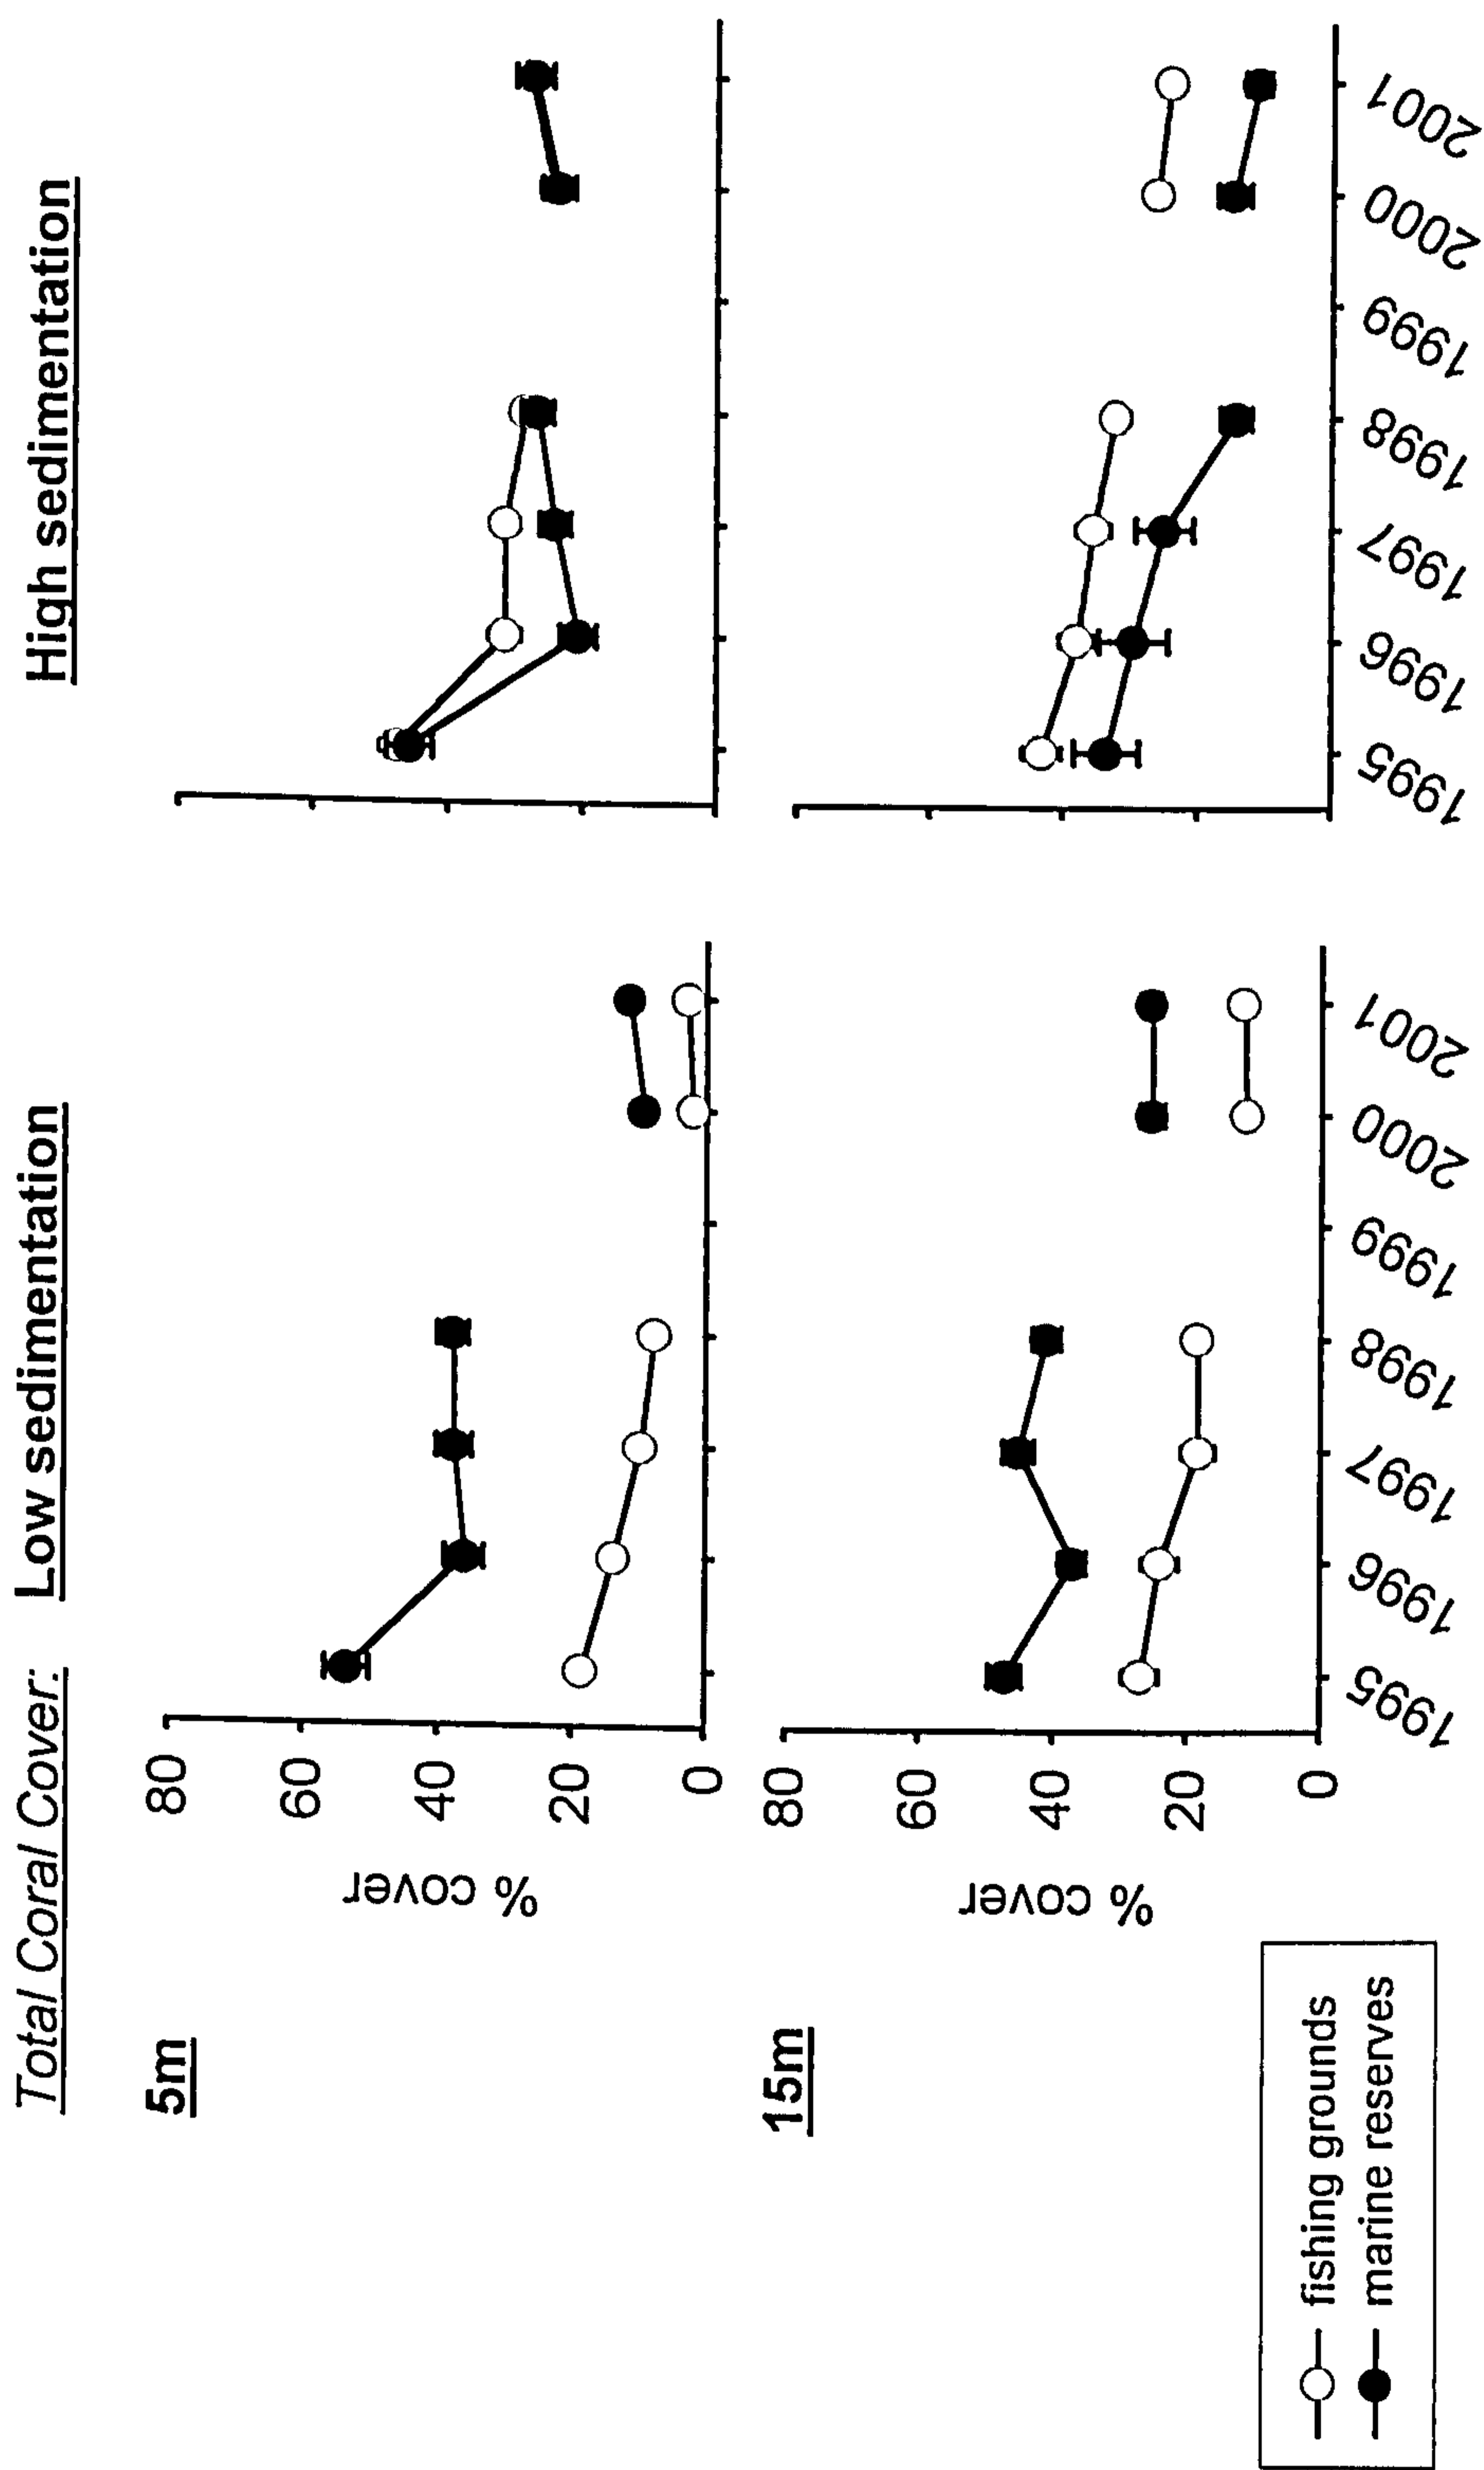 Total Coral Cover:
Low sedimentation
High sedimentation
5m
% cover
80
60
40
20
0
15m
% cover
80
60
40
20
0
1995
1996
1997
1998
1999
2000
2001
1995
1996
1997
1998
1999
2000
2001
fishing grounds
marine reserves